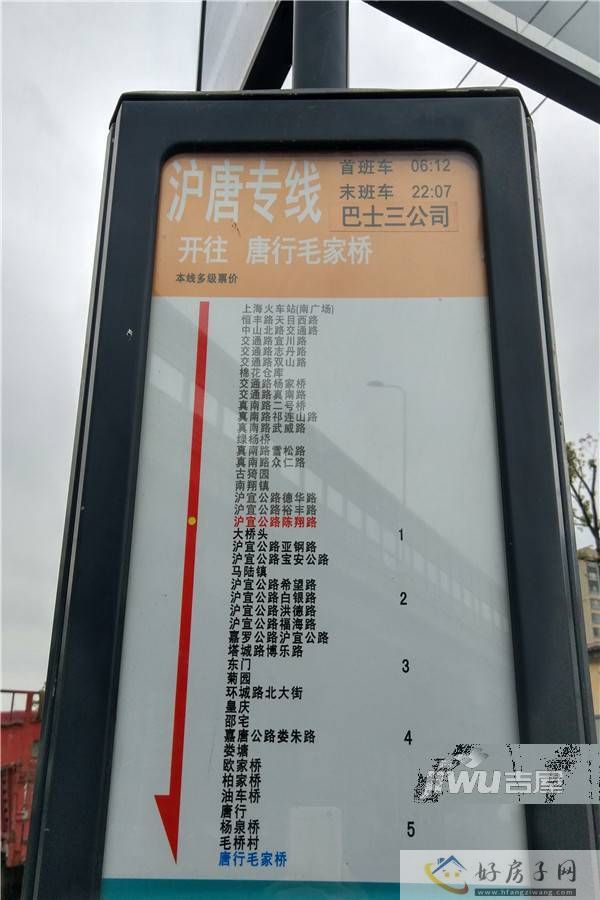 沪唐专线
首班车 06:12
末班车 22:07
巴士三公司
开往 唐行毛家桥
本线多级票价
上海火车站(南广场)
恒丰路天目西路
中山北路交通路
交通路宜川路
交通路志丹路
交通路双山路
棉花仓库
交通路杨家桥
交通路真南路
真南路二号桥
真南路祁连山路
真南路武威路
绿杨桥
真南路雪松路
真南路众仁路
古猗园
南翔镇
沪宜公路德华路
沪宜公路裕丰路
沪宜公路陈翔路
大桥头 1
沪宜公路亚钢路
沪宜公路宝安公路
马陆镇
沪宜公路希望路
沪宜公路白银路 2
沪宜公路洪德路
沪宜公路福海路
嘉罗公路沪宜公路
塔城路博乐路
东门 3
菊园
环城路北大街
皇庆
邵宅
嘉唐公路娄朱路 4
娄塘
欧家桥
柏家桥
油车桥
唐行
杨泉桥 5
毛桥村
唐行毛家桥
jiwu吉屋
好房子网
www.hfangziwang.com